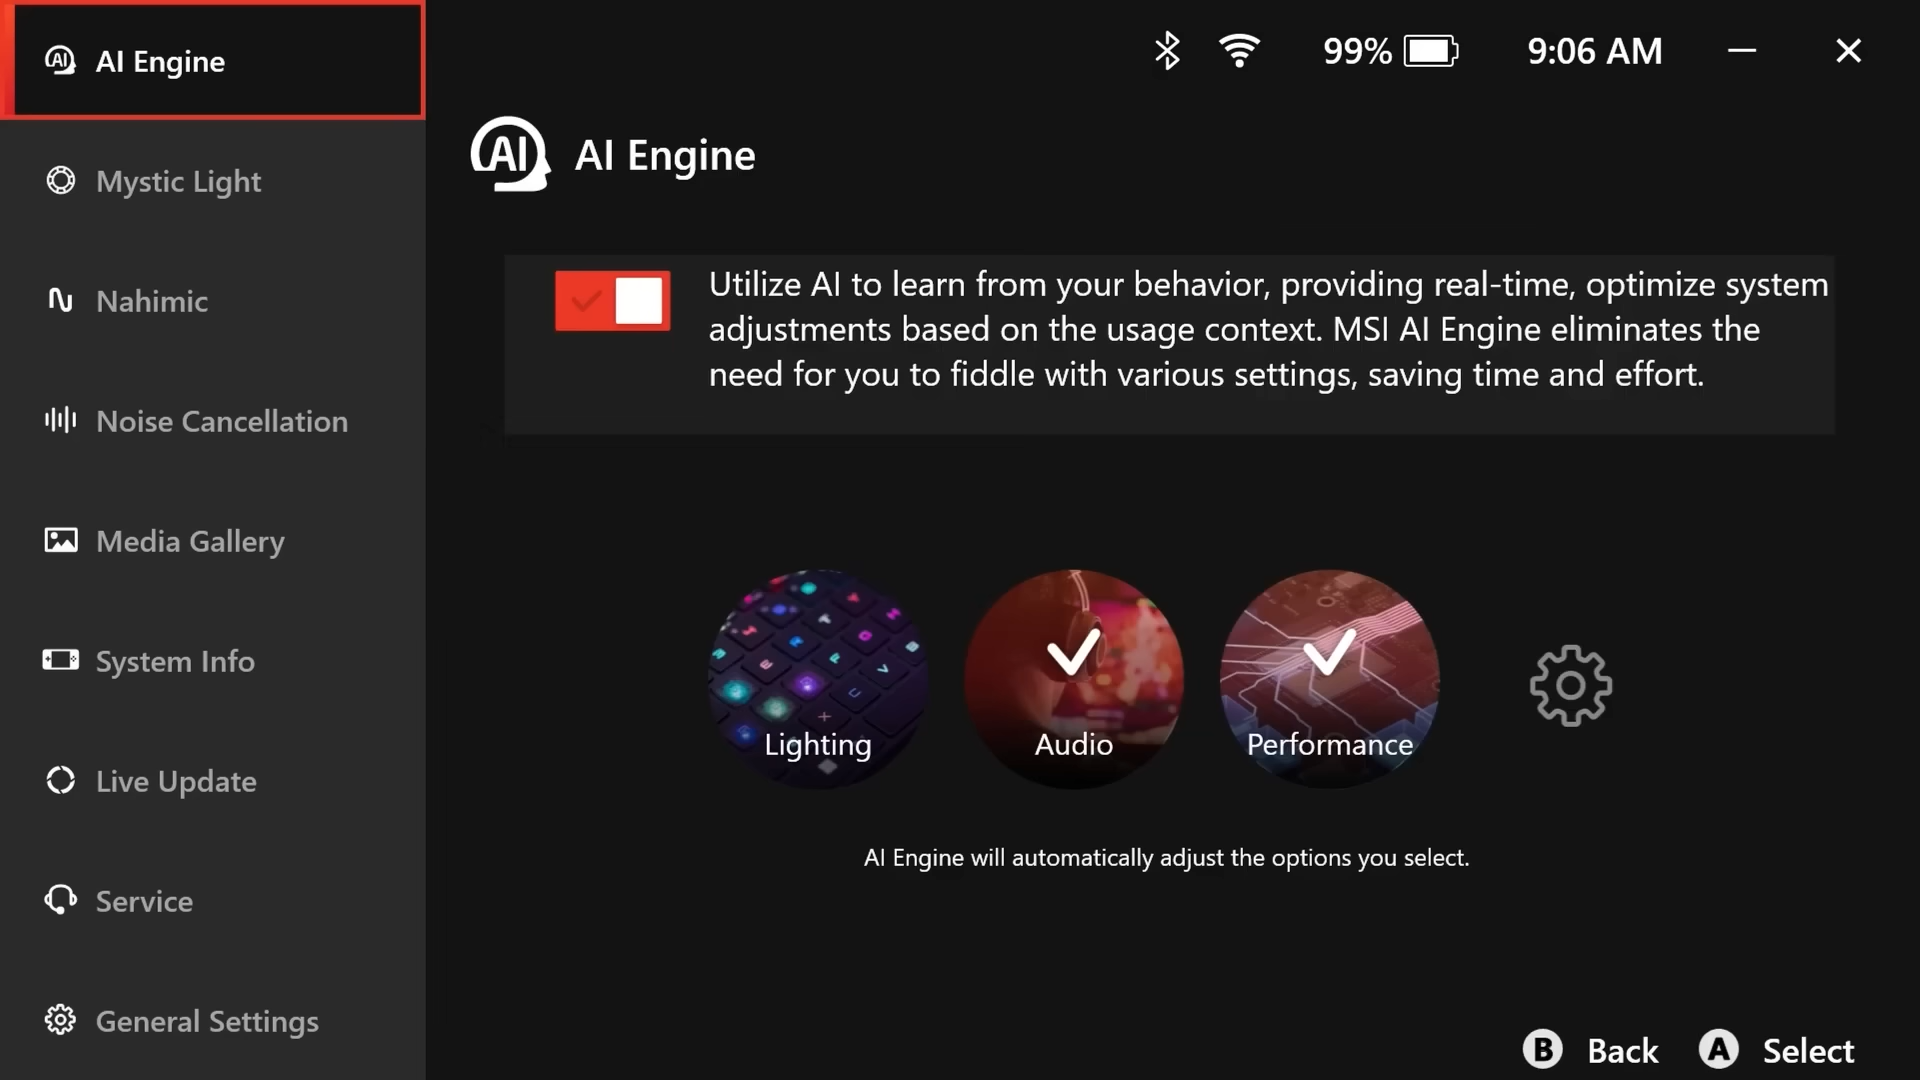 AI Engine
Mystic Light
Nahimic
Noise Cancellation
Media Gallery
System Info
Live Update
Service
General Settings
99%
9:06 AM
AI
AI Engine
Utilize AI to learn from your behavior, providing real-time, optimize system
adjustments based on the usage context. MSI AI Engine eliminates the
need for you to fiddle with various settings, saving time and effort.
Lighting
Audio
Performance
AI Engine will automatically adjust the options you select.
B Back
A Select